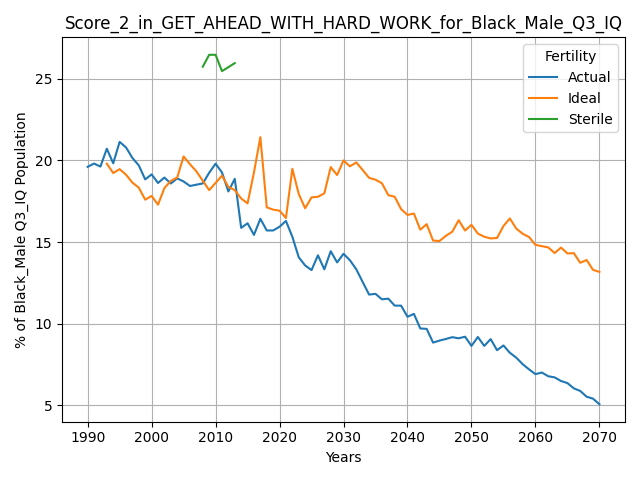 Score_2_in_GET_AHEAD_WITH_HARD_WORK_for_Black_Male_Q3_IQ
Fertility
Actual
Ideal
Sterile
% of Black_Male Q3_IQ Population
25
20
15
10
5
1990 2000 2010 2020 2030 2040 2050 2060 2070
Years